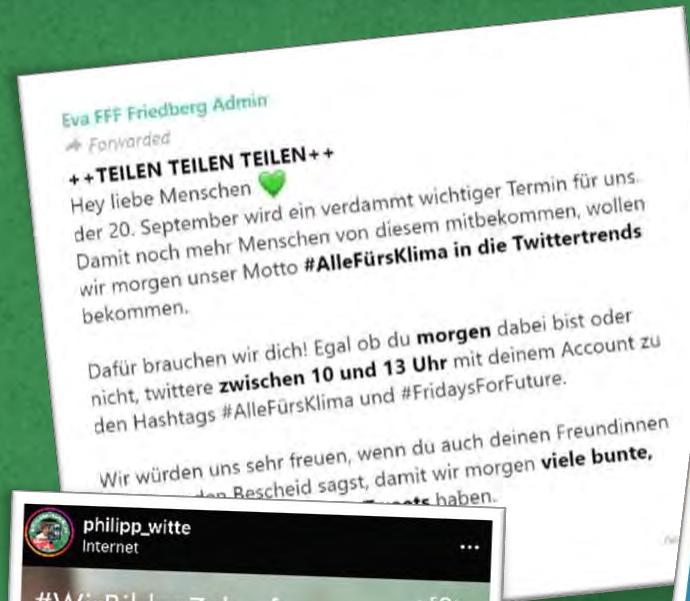 Eva FFF Friedberg Admin
Forwarded
++TEILEN TEILEN TEILEN++
Hey liebe Menschen 💚
der 20. September wird ein verdammt wichtiger Termin für uns.
Damit noch mehr Menschen von diesem mitbekommen, wollen
wir morgen unser Motto #AlleFürsKlima in die Twittertrends
bekommen.
Dafür brauchen wir dich! Egal ob du morgen dabei bist oder
nicht, twittere zwischen 10 und 13 Uhr mit deinem Account zu
den Hashtags #AlleFürsKlima und #FridaysForFuture.
Wir würden uns sehr freuen, wenn du auch deinen Freundinnen
Bescheid sagst, damit wir morgen viele bunte,
haben.
philipp_witte
Internet